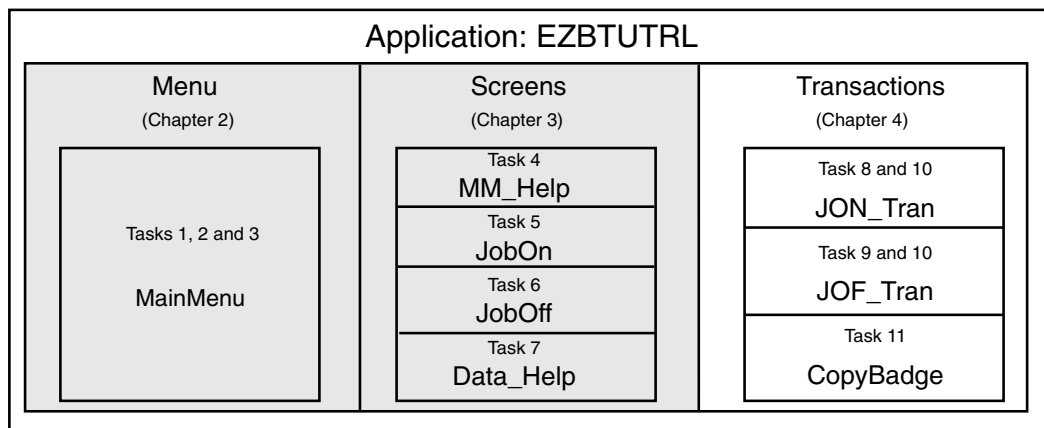 Application: EZBTUTRL
Menu
(Chapter 2)
Tasks 1, 2 and 3
MainMenu
Screens
(Chapter 3)
Task 4
MM_Help
Task 5
JobOn
Task 6
JobOff
Task 7
Data_Help
Transactions
(Chapter 4)
Task 8 and 10
JON_Tran
Task 9 and 10
JOF_Tran
Task 11
CopyBadge